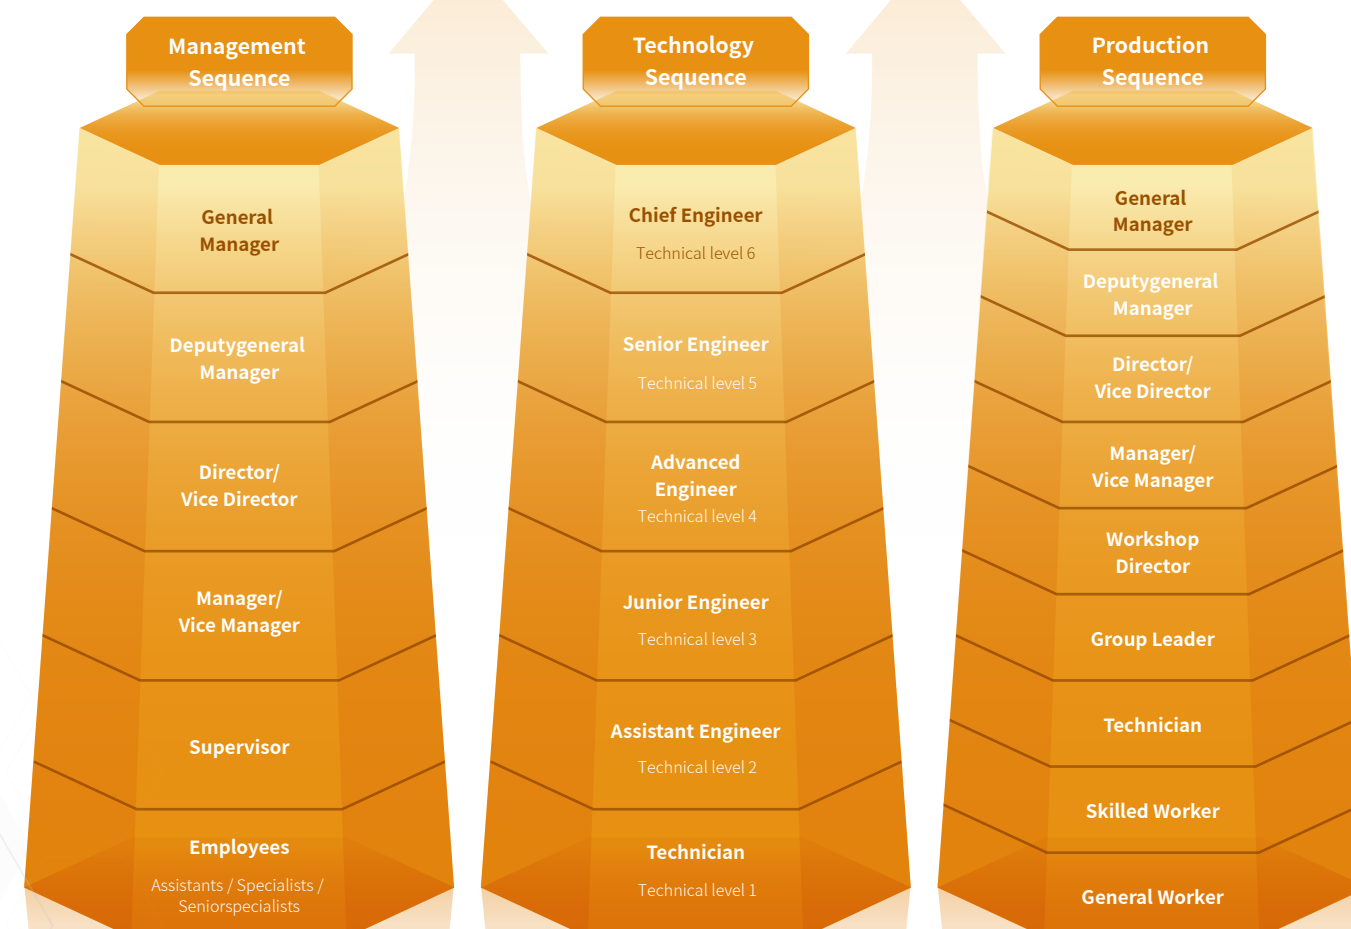 Management
Sequence
General
Manager
Deputygeneral
Manager
Director/
Vice Director
Manager/
Vice Manager
Supervisor
Employees
Assistants / Specialists /
Seniorspecialists
Technology
Sequence
Chief Engineer
Technical level 6
Senior Engineer
Technical level 5
Advanced
Engineer
Technical level 4
Junior Engineer
Technical level 3
Assistant Engineer
Technical level 2
Technician
Technical level 1
Production
Sequence
General
Manager
Deputygeneral
Manager
Director/
Vice Director
Manager/
Vice Manager
Workshop
Director
Group Leader
Technician
Skilled Worker
General Worker